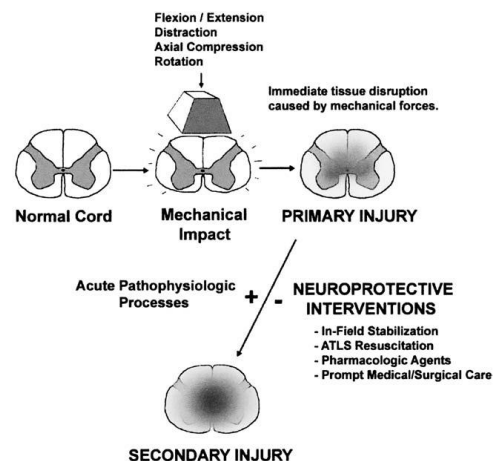 Flexion / Extension
Distraction
Axial Compression
Rotation
Immediate tissue disruption
caused by mechanical forces.
Normal Cord
Mechanical
Impact
PRIMARY INJURY
Acute Pathophysiologic
Processes
+
-
NEUROPROTECTIVE
INTERVENTIONS
- In-Field Stabilization
- ATLS Resuscitation
- Pharmacologic Agents
- Prompt Medical/Surgical Care
SECONDARY INJURY